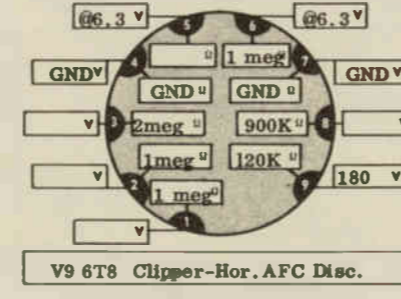 @6.3 V @6.3 V
5 6
Ω 1 meg
GND V 4 7 GND V
GND Ω GND Ω
V 3 2meg Ω 900K Ω 8
V 2 1meg Ω 120K Ω 9 180 V
1 meg Ω
V 1
V9 6T8 Clipper-Hor. AFC Disc.